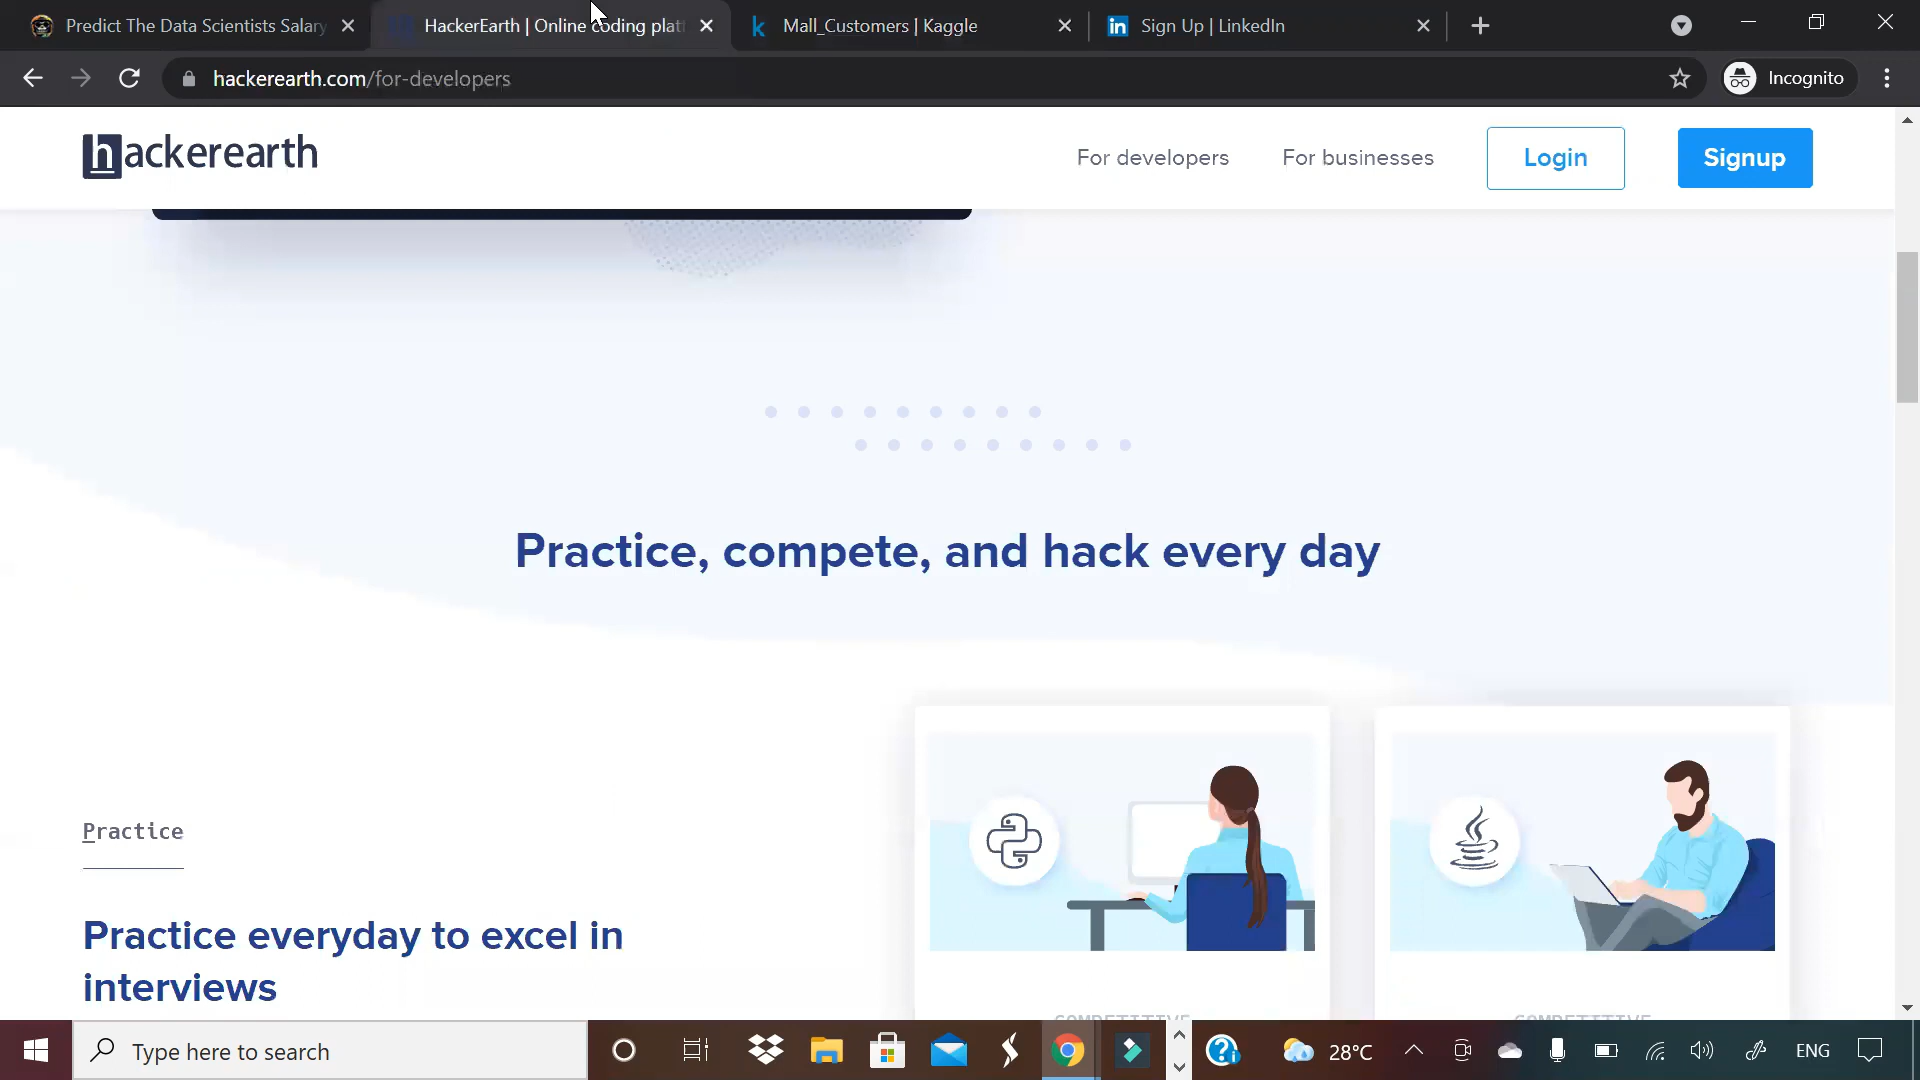 Predict The Data Scientists Salary
HackerEarth | Online coding plat
Mall_Customers | Kaggle
Sign Up | LinkedIn
hackerearth.com/for-developers
Incognito
hackerearth
For developers
For businesses
Login
Signup
Practice, compete, and hack every day
Practice
Practice everyday to excel in
interviews
COMPETITIVE
COMPETITIVE
Type here to search
28°C
ENG